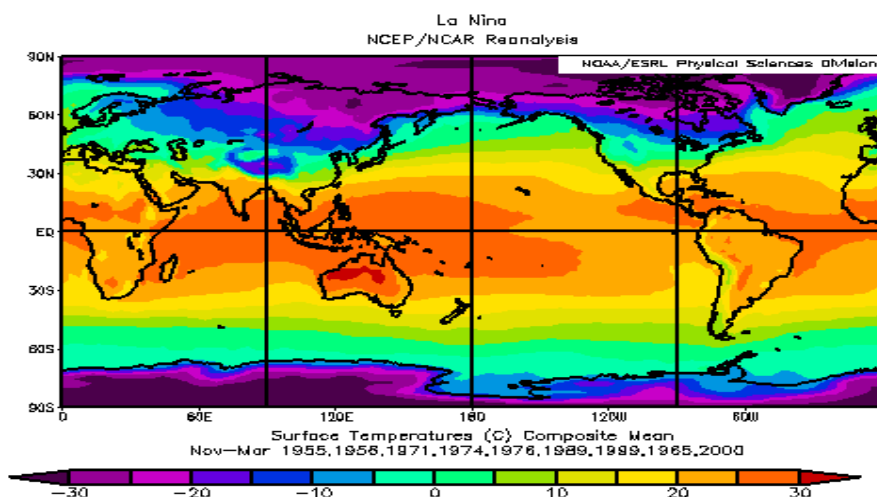 La Nina
NCEP/NCAR Reanalysis
NOAA/ESRL Physical Sciences Division
90N
60N
30N
EQ
30S
60S
90S
0 60E 120E 180 120W 60W
Surface Temperatures (C) Composite Mean
Nov-Mar 1955,1956,1971,1974,1976,1989,1999,1965,2000
-30 -20 -10 0 10 20 30